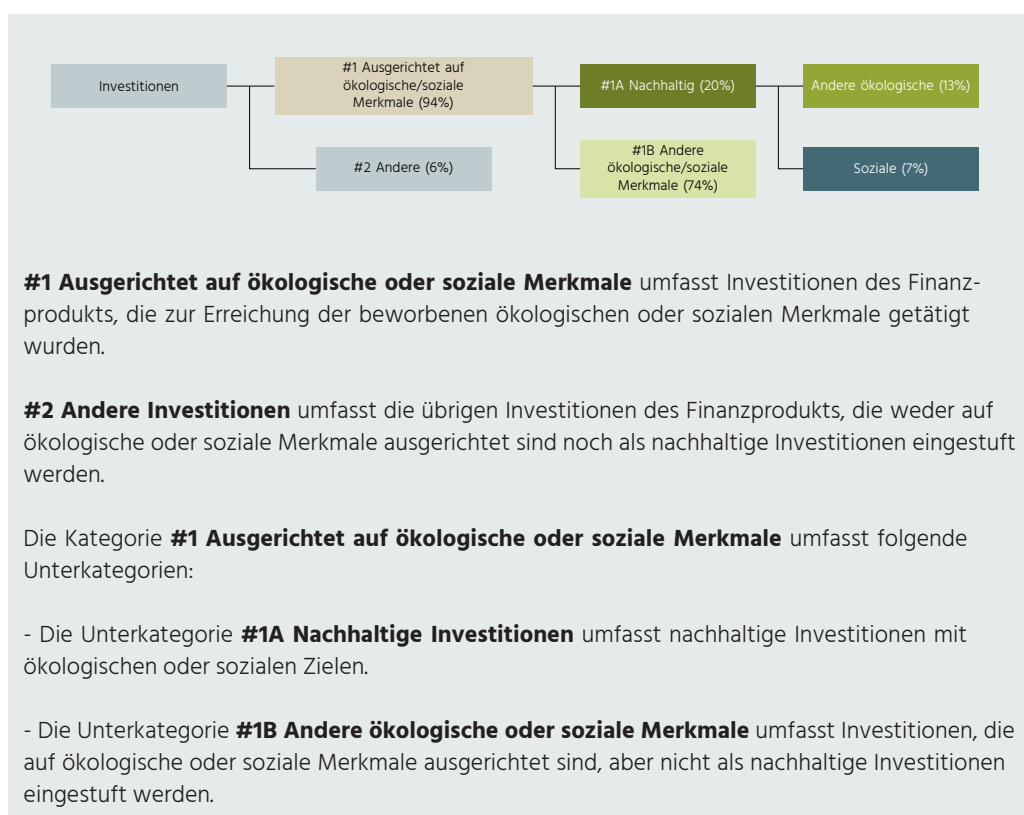 Investitionen
#1 Ausgerichtet auf
ökologische/soziale
Merkmale (94%)
#1A Nachhaltig (20%)
Andere ökologische (13%)
#2 Andere (6%)
#1B Andere
ökologische/soziale
Merkmale (74%)
Soziale (7%)
#1 Ausgerichtet auf ökologische oder soziale Merkmale umfasst Investitionen des Finanz-
produkts, die zur Erreichung der beworbenen ökologischen oder sozialen Merkmale getätigt
wurden.
#2 Andere Investitionen umfasst die übrigen Investitionen des Finanzprodukts, die weder auf
ökologische oder soziale Merkmale ausgerichtet sind noch als nachhaltige Investitionen eingestuft
werden.
Die Kategorie #1 Ausgerichtet auf ökologische oder soziale Merkmale umfasst folgende
Unterkategorien:
- Die Unterkategorie #1A Nachhaltige Investitionen umfasst nachhaltige Investitionen mit
ökologischen oder sozialen Zielen.
- Die Unterkategorie #1B Andere ökologische oder soziale Merkmale umfasst Investitionen, die
auf ökologische oder soziale Merkmale ausgerichtet sind, aber nicht als nachhaltige Investitionen
eingestuft werden.